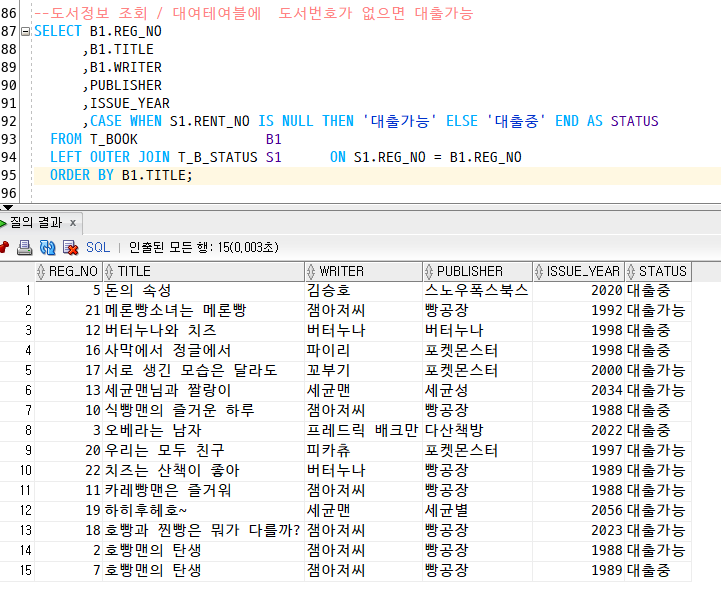 86 --도서정보 조회 / 대여테여블에  도서번호가 없으면 대출가능
87 SELECT B1.REG_NO
88 ,B1.TITLE
89 ,B1.WRITER
90 ,PUBLISHER
91 ,ISSUE_YEAR
92 ,CASE WHEN S1.RENT_NO IS NULL THEN '대출가능' ELSE '대출중' END AS STATUS
93 FROM T_BOOK B1
94 LEFT OUTER JOIN T_B_STATUS S1 ON S1.REG_NO = B1.REG_NO
95 ORDER BY B1.TITLE;
96
질의 결과 x
SQL | 인출된 모든 행: 15(0,003초)
REG_NO TITLE WRITER PUBLISHER ISSUE_YEAR STATUS
1 5 돈의 속성 김승호 스노우폭스북스 2020 대출중
2 21 메론빵소녀는 메론빵 잼아저씨 빵공장 1992 대출가능
3 12 버터누나와 치즈 버터누나 버터누나 1998 대출중
4 16 사막에서 정글에서 파이리 포켓몬스터 1998 대출중
5 17 서로 생긴 모습은 달라도 꼬부기 포켓몬스터 2000 대출가능
6 13 세균맨님과 짤랑이 세균맨 세균성 2034 대출가능
7 10 식빵맨의 즐거운 하루 잼아저씨 빵공장 1988 대출중
8 3 오베라는 남자 프레드릭 배크만 다산책방 2022 대출중
9 20 우리는 모두 친구 피카츄 포켓몬스터 1997 대출가능
10 22 치즈는 산책이 좋아 버터누나 빵공장 1989 대출가능
11 11 카레빵맨은 즐거워 잼아저씨 빵공장 1988 대출가능
12 19 하히후헤호~ 세균맨 세균별 2056 대출가능
13 18 호빵과 찐빵은 뭐가 다를까? 잼아저씨 빵공장 2023 대출가능
14 2 호빵맨의 탄생 잼아저씨 빵공장 1988 대출가능
15 7 호빵맨의 탄생 잼아저씨 빵공장 1989 대출중